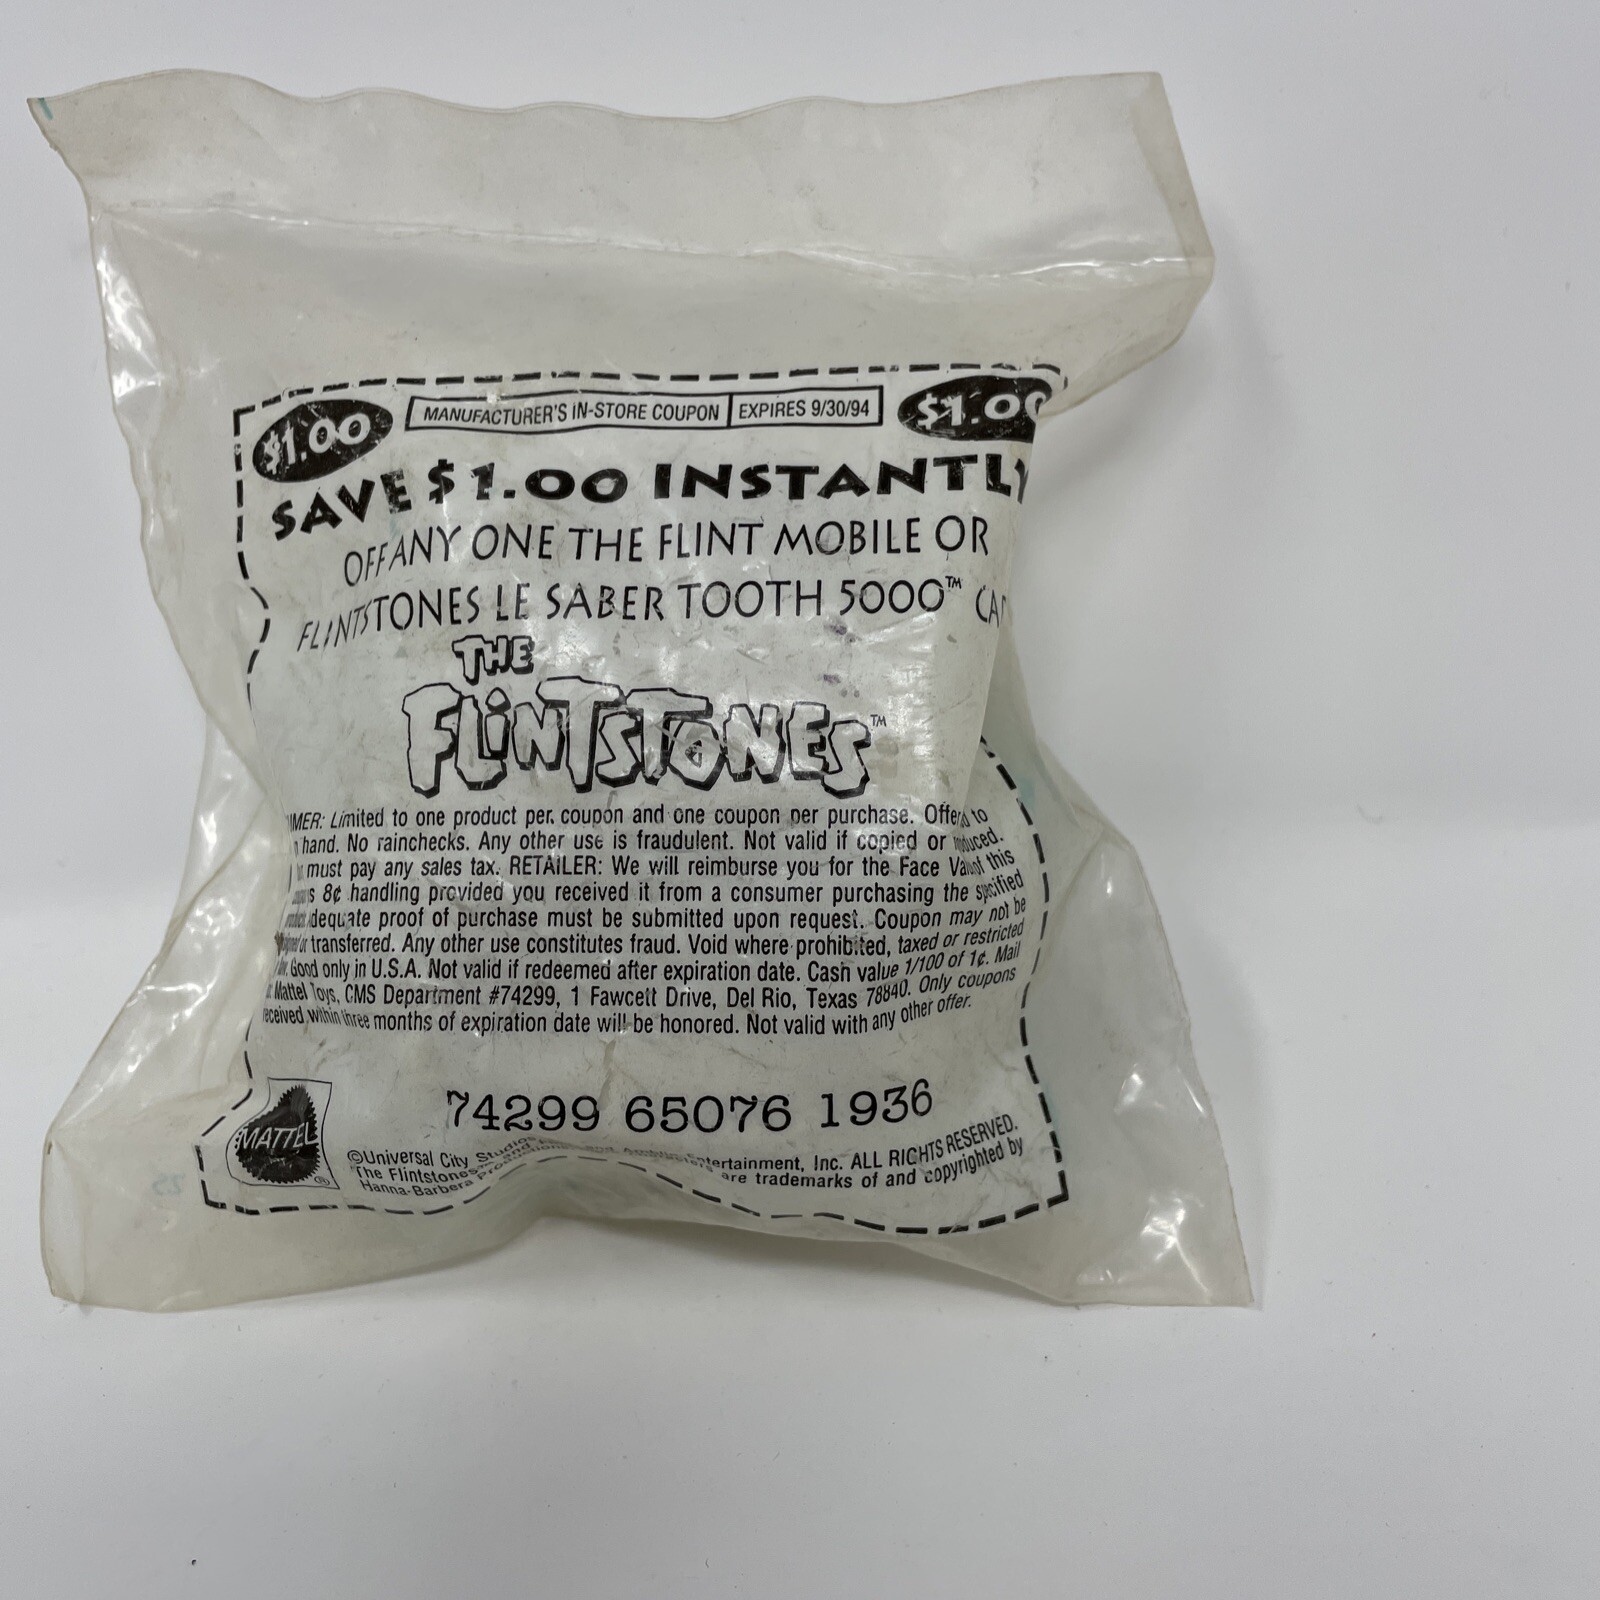 $1.00 MANUFACTURER'S IN-STORE COUPON EXPIRES 9/30/94 $1.00
SAVE $1.00 INSTANTLY
OFF ANY ONE THE FLINT MOBILE OR
FLINTSTONES LE SABER TOOTH 5000™
THE
FLINTSTONES™
Limited to one product per coupon and one coupon per purchase.
hand. No rainchecks. Any other use is fraudulent. Not valid if copied or
must pay any sales tax. RETAILER: We will reimburse you for the Face Value of this
8¢ handling provided you received it from a consumer purchasing the specified
adequate proof of purchase must be submitted upon request. Coupon may not be
or transferred. Any other use constitutes fraud. Void where prohibited, taxed or restricted
Good only in U.S.A. Not valid if redeemed after expiration date. Cash value 1/100 of 1¢. Mail
Mattel Toys, CMS Department #74299, 1 Fawcett Drive, Del Rio, Texas 78840. Only coupons
received within three months of expiration date will be honored. Not valid with any other offer.
74299 65076 1936
MATTEL®
©Universal City Studios Entertainment, Inc. ALL RIGHTS RESERVED.
The Flintstones are trademarks of and copyrighted by
Hanna-Barbera Productions